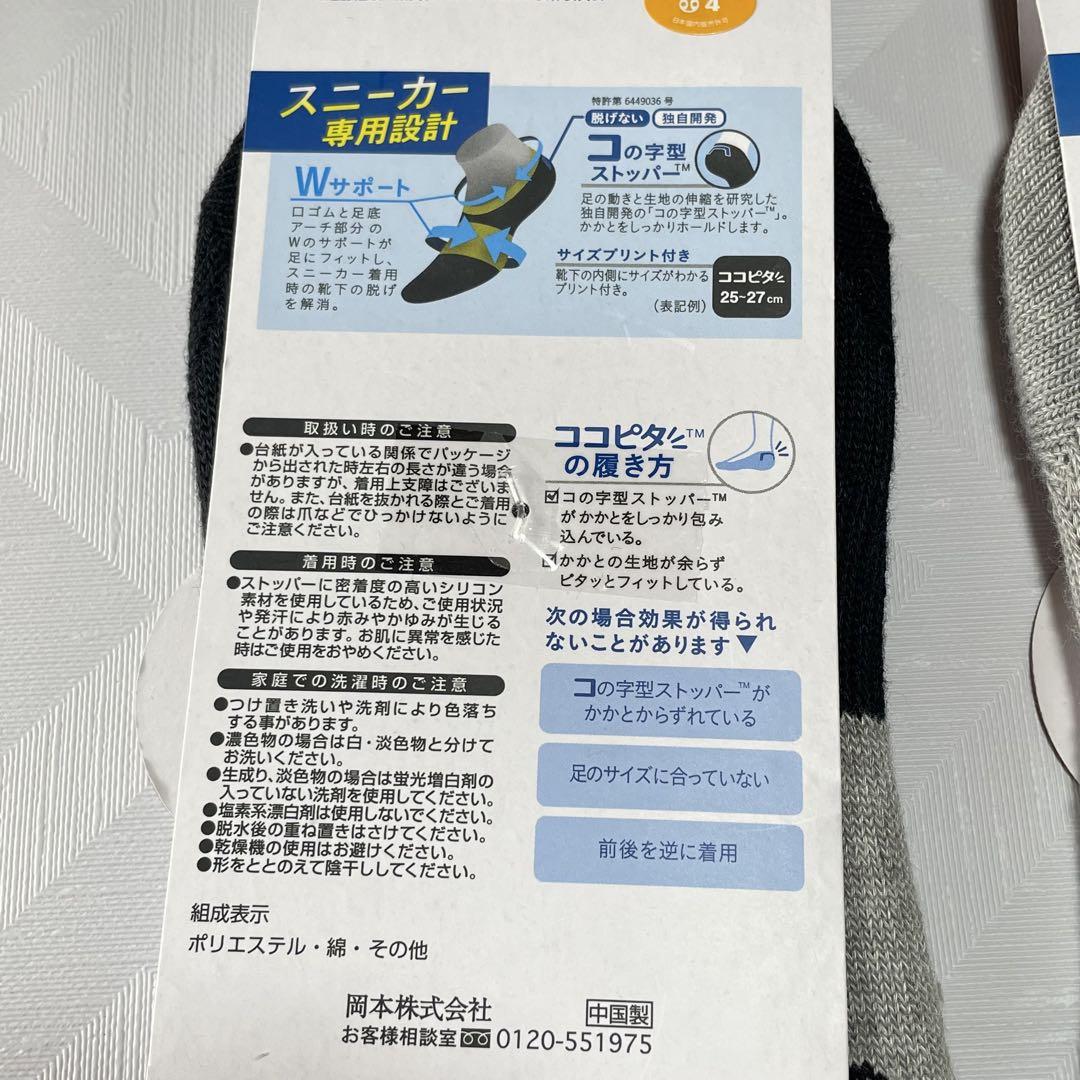 4
日本国内販売許可
スニーカー
専用設計
Wサポート
口ゴムと足底
アーチ部分の
Wのサポートが
足にフィットし、
スニーカー着用
時の靴下の脱げ
を解消。
特許第6449036号
脱げない 独自開発
コの字型
ストッパー™
足の動きと生地の伸縮を研究した
独自開発の「コの字型ストッパー™」。
かかとをしっかりホールドします。
サイズプリント付き
靴下の内側にサイズがわかる
プリント付き。
(表記例)
ココピタ
25~27cm
取扱い時のご注意
●台紙が入っている関係でパッケージ
から出された時左右の長さが違う場合
がありますが、着用上支障はございま
せん。また、台紙を抜かれる際とご着用
の際は爪などでひっかけないように
ご注意ください。
着用時のご注意
●ストッパーに密着度の高いシリコン
素材を使用しているため、ご使用状況
や発汗により赤みやかゆみが生じる
ことがあります。お肌に異常を感じた
時はご使用をおやめください。
家庭での洗濯時のご注意
●つけ置き洗いや洗剤により色落ち
する事があります。
●濃色物の場合は白・淡色物と分けて
お洗いください。
●生成り、淡色物の場合は蛍光増白剤の
入っていない洗剤を使用してください。
●塩素系漂白剤は使用しないでください。
●脱水後の重ね置きはさけてください。
●乾燥機の使用はお避けください。
●形をととのえて陰干ししてください。
ココピタ™
の履き方
コの字型ストッパー™
がかかとをしっかり包み
込んでいる。
かかとの生地が余らず
ピタッとフィットしている。
次の場合効果が得られ
ないことがあります▼
コの字型ストッパー™が
かかとからずれている
足のサイズに合っていない
前後を逆に着用
組成表示
ポリエステル・綿・その他
岡本株式会社 中国製
お客様相談室 0120-551975